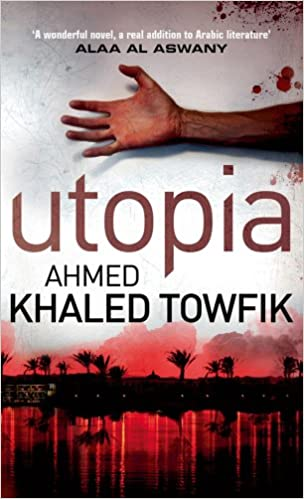 ‘A wonderful novel, a real addition to Arabic literature’
ALAA AL ASWANY
utopia
AHMED
KHALED TOWFIK